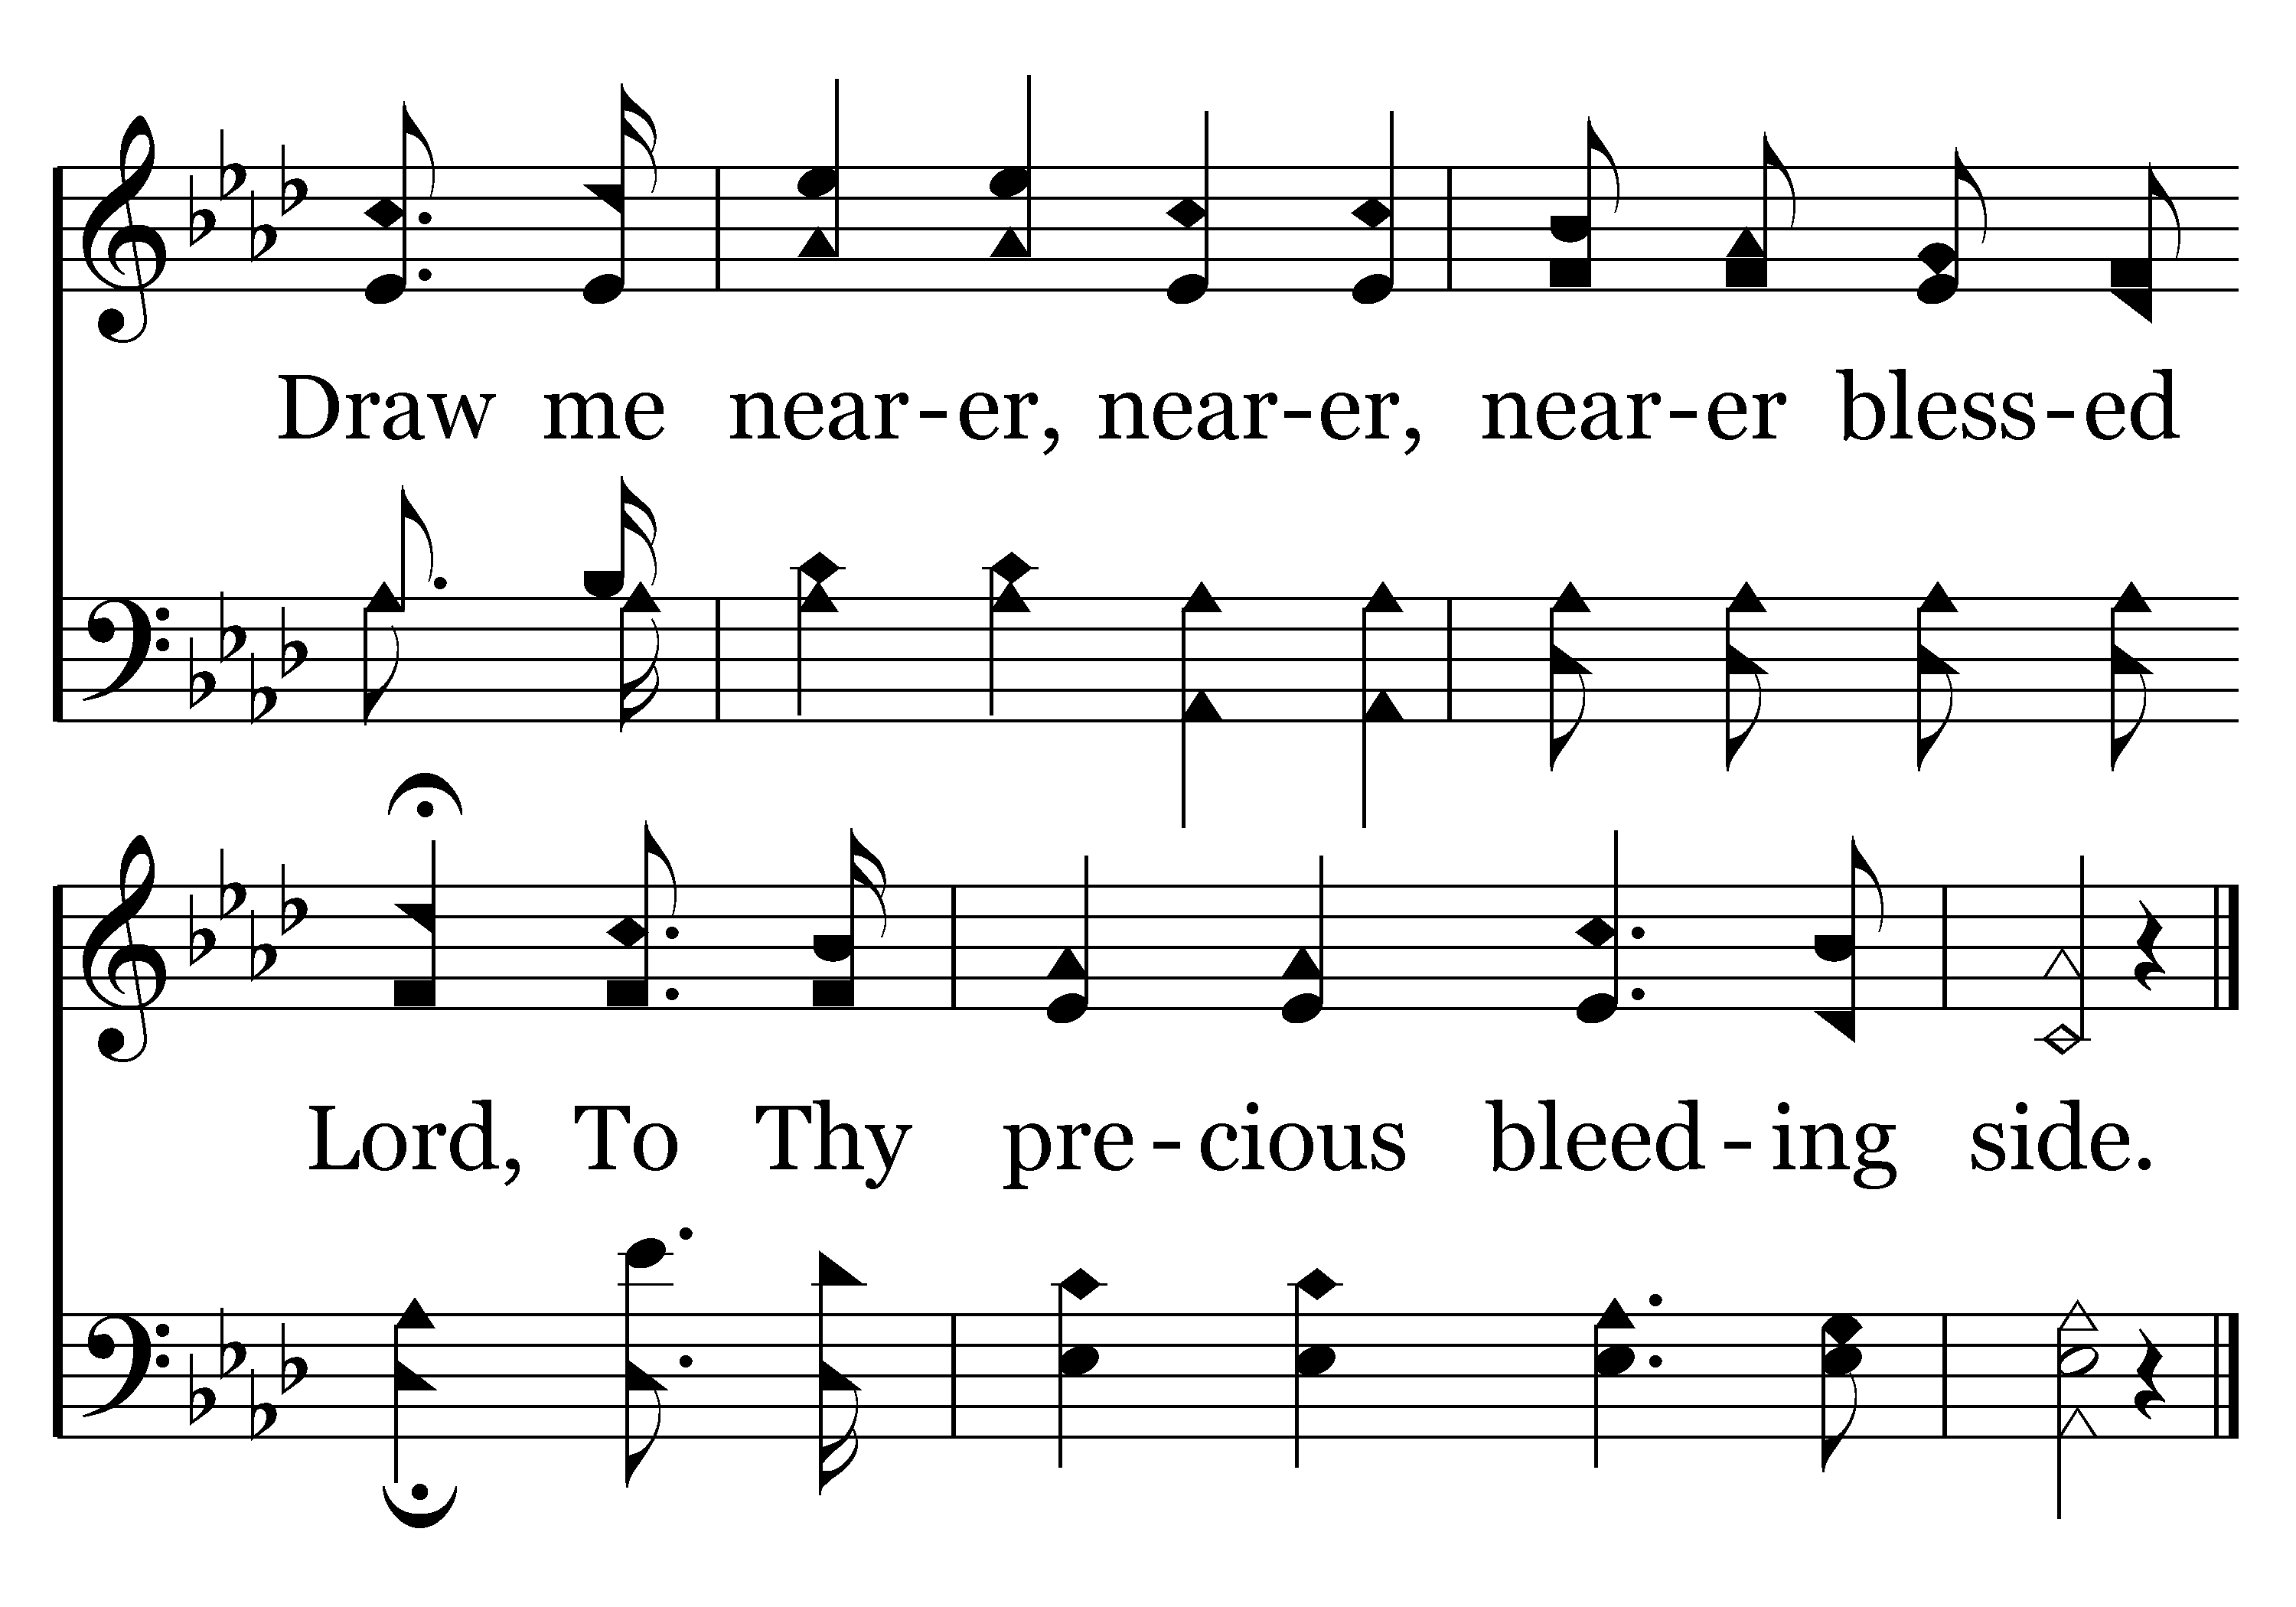 Draw me near-er, near-er, near-er bless-ed
Lord, To Thy pre-cious bleed-ing side.